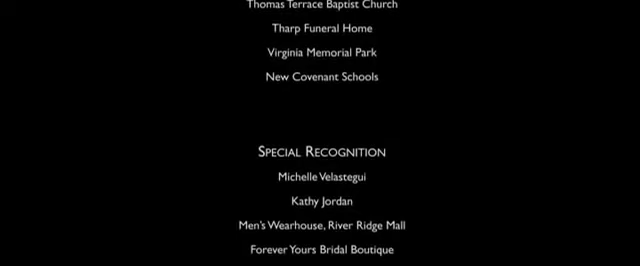 Thomas Terrace Baptist Church
Tharp Funeral Home
Virginia Memorial Park
New Covenant Schools
SPECIAL RECOGNITION
Michelle Velastegui
Kathy Jordan
Men's Wearhouse, River Ridge Mall
Forever Yours Bridal Boutique